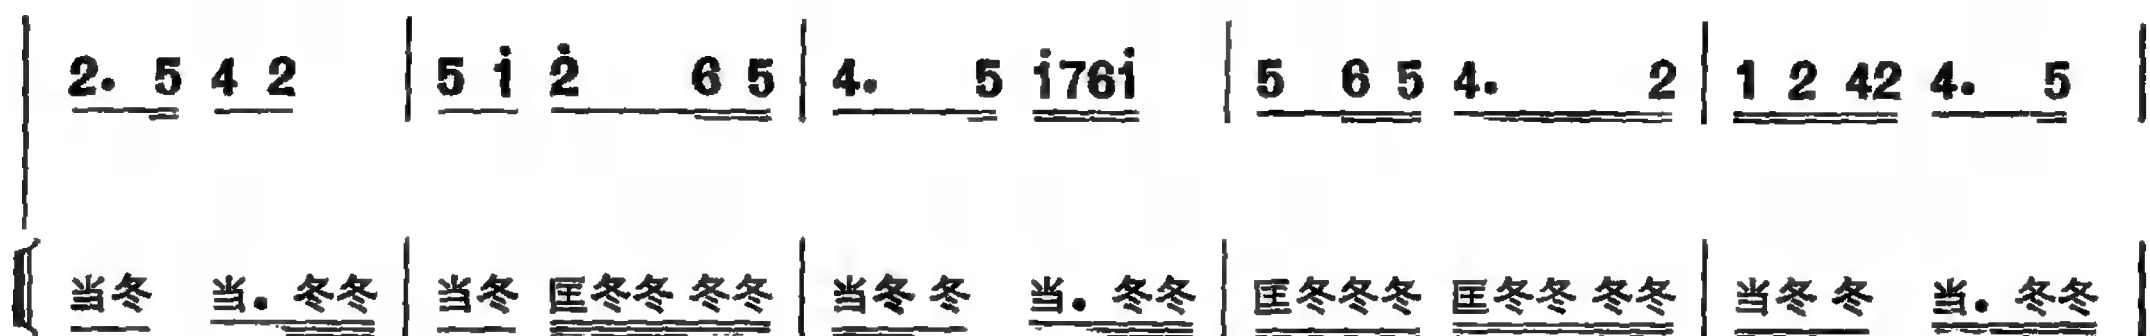 2. 5 4 2 | 5 i̇ 2̇ 6 5 | 4. 5 i̇76i̇ | 5 6 5 4. 2 | 1 2 42 4. 5 |
当冬 当. 冬冬 | 当冬 匡冬冬 冬冬 | 当冬 冬 当. 冬冬 | 匡冬冬冬 匡冬冬 冬冬 | 当冬 冬 当. 冬冬 |